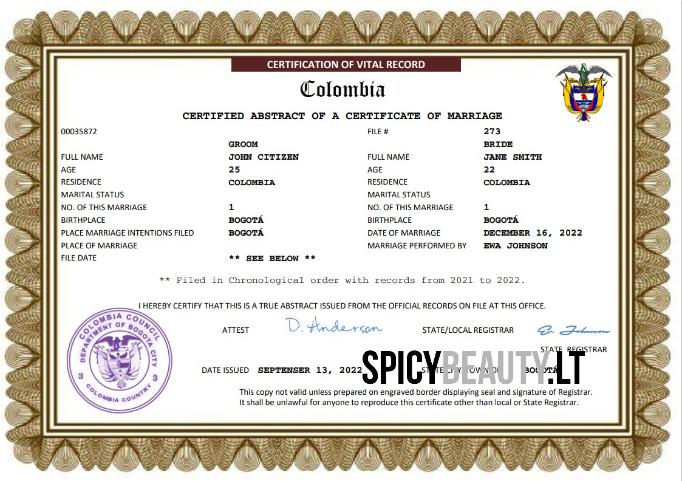 CERTIFICATION OF VITAL RECORD
Colombia
CERTIFIED ABSTRACT OF A CERTIFICATE OF MARRIAGE
00035872 FILE # 273
GROOM BRIDE
FULL NAME JOHN CITIZEN FULL NAME JANE SMITH
AGE 25 AGE 22
RESIDENCE COLOMBIA RESIDENCE COLOMBIA
MARITAL STATUS MARITAL STATUS
NO. OF THIS MARRIAGE 1 NO. OF THIS MARRIAGE 1
BIRTHPLACE BOGOTÁ BIRTHPLACE BOGOTÁ
PLACE MARRIAGE INTENTIONS FILED BOGOTÁ DATE OF MARRIAGE DECEMBER 16, 2022
PLACE OF MARRIAGE MARRIAGE PERFORMED BY EWA JOHNSON
FILE DATE ** SEE BELOW **
** Filed in Chronological order with records from 2021 to 2022.
I HEREBY CERTIFY THAT THIS IS A TRUE ABSTRACT ISSUED FROM THE OFFICIAL RECORDS ON FILE AT THIS OFFICE.
COLOMBIA COUNCIL
DEPARTMENT OF BOGOTA CITY
3 3
COLOMBIA COUNTRY
ATTEST D. Anderson STATE/LOCAL REGISTRAR E. Johnson
STATE REGISTRAR
DATE ISSUED SEPTENSER 13, 2022 BOGOTÁ
SPICYBEAUTY.LT
This copy not valid unless prepared on engraved border displaying seal and signature of Registrar.
It shall be unlawful for anyone to reproduce this certificate other than local or State Registrar.